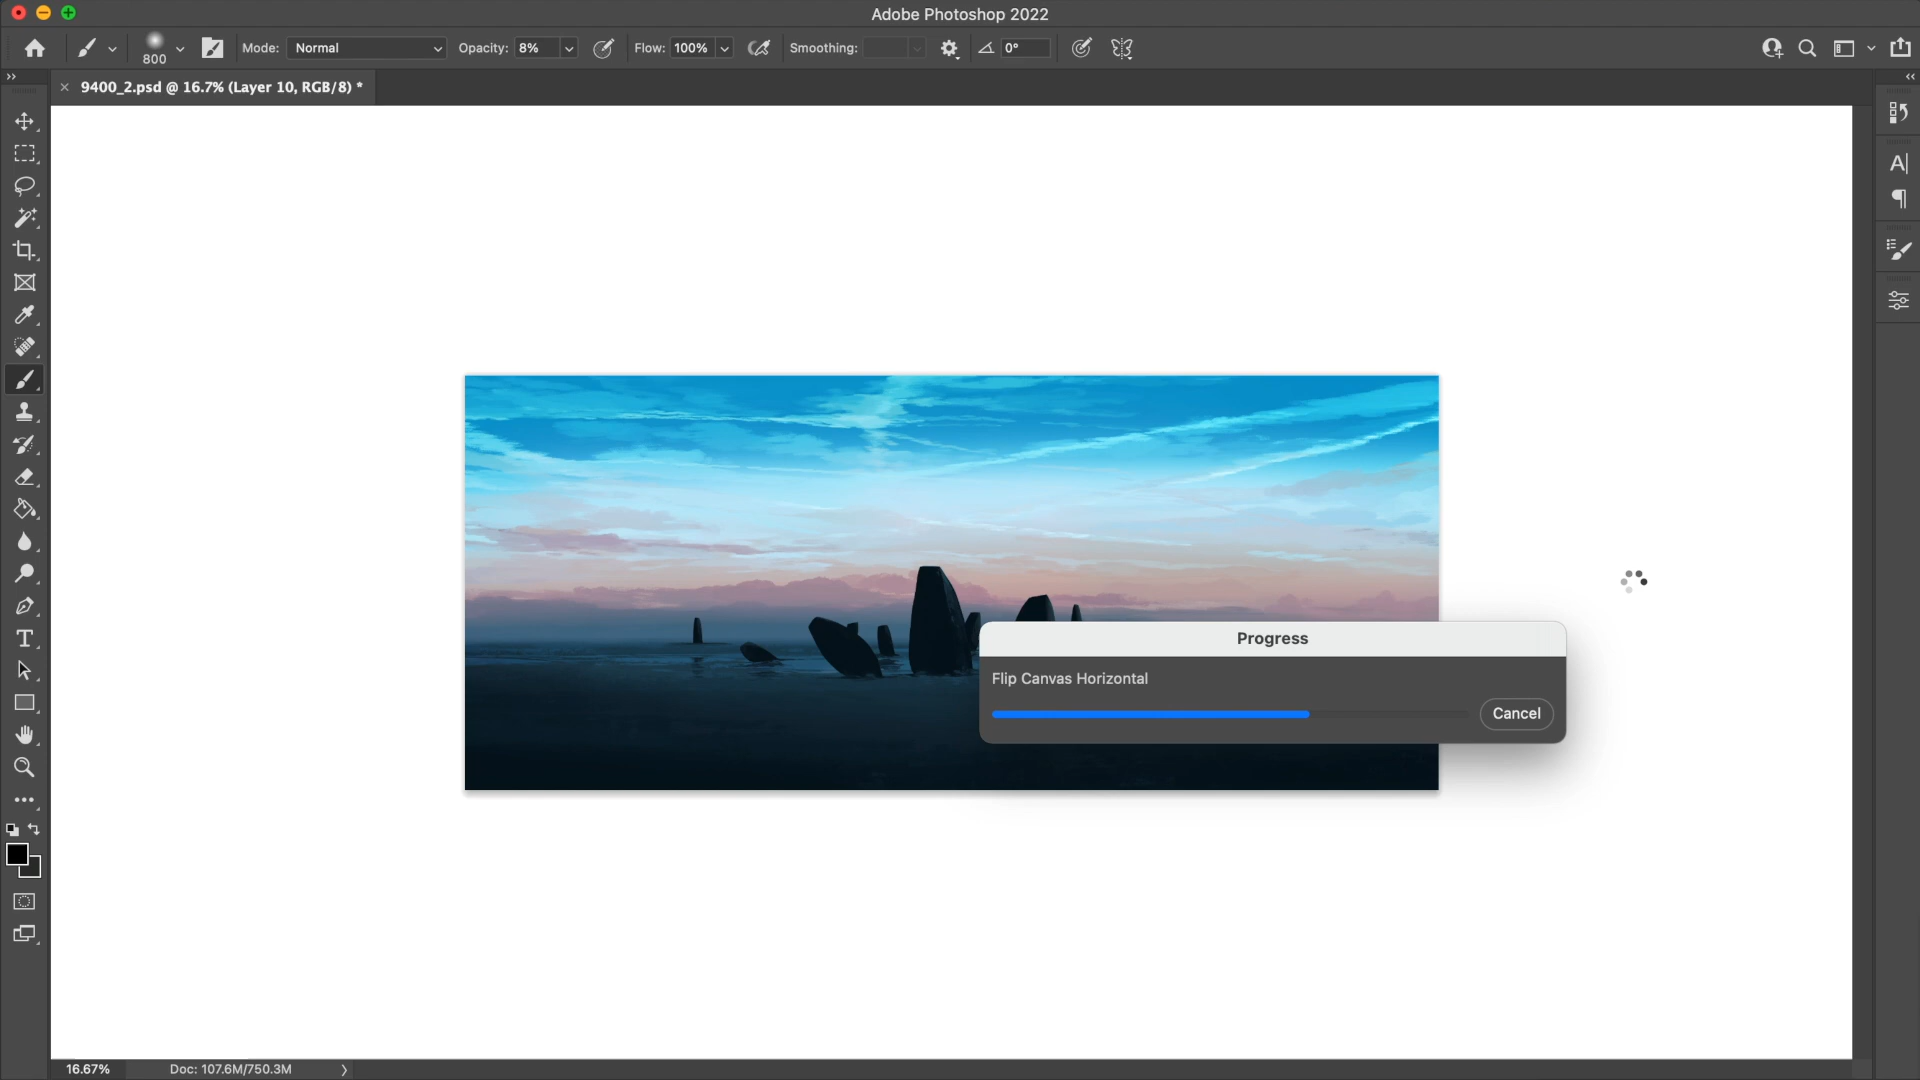 Adobe Photoshop 2022
800
Mode: Normal
Opacity: 8%
Flow: 100%
Smoothing:
0°
9400_2.psd @ 16.7% (Layer 10, RGB/8) *
Progress
Flip Canvas Horizontal
Cancel
16.67%
Doc: 107.6M/750.3M